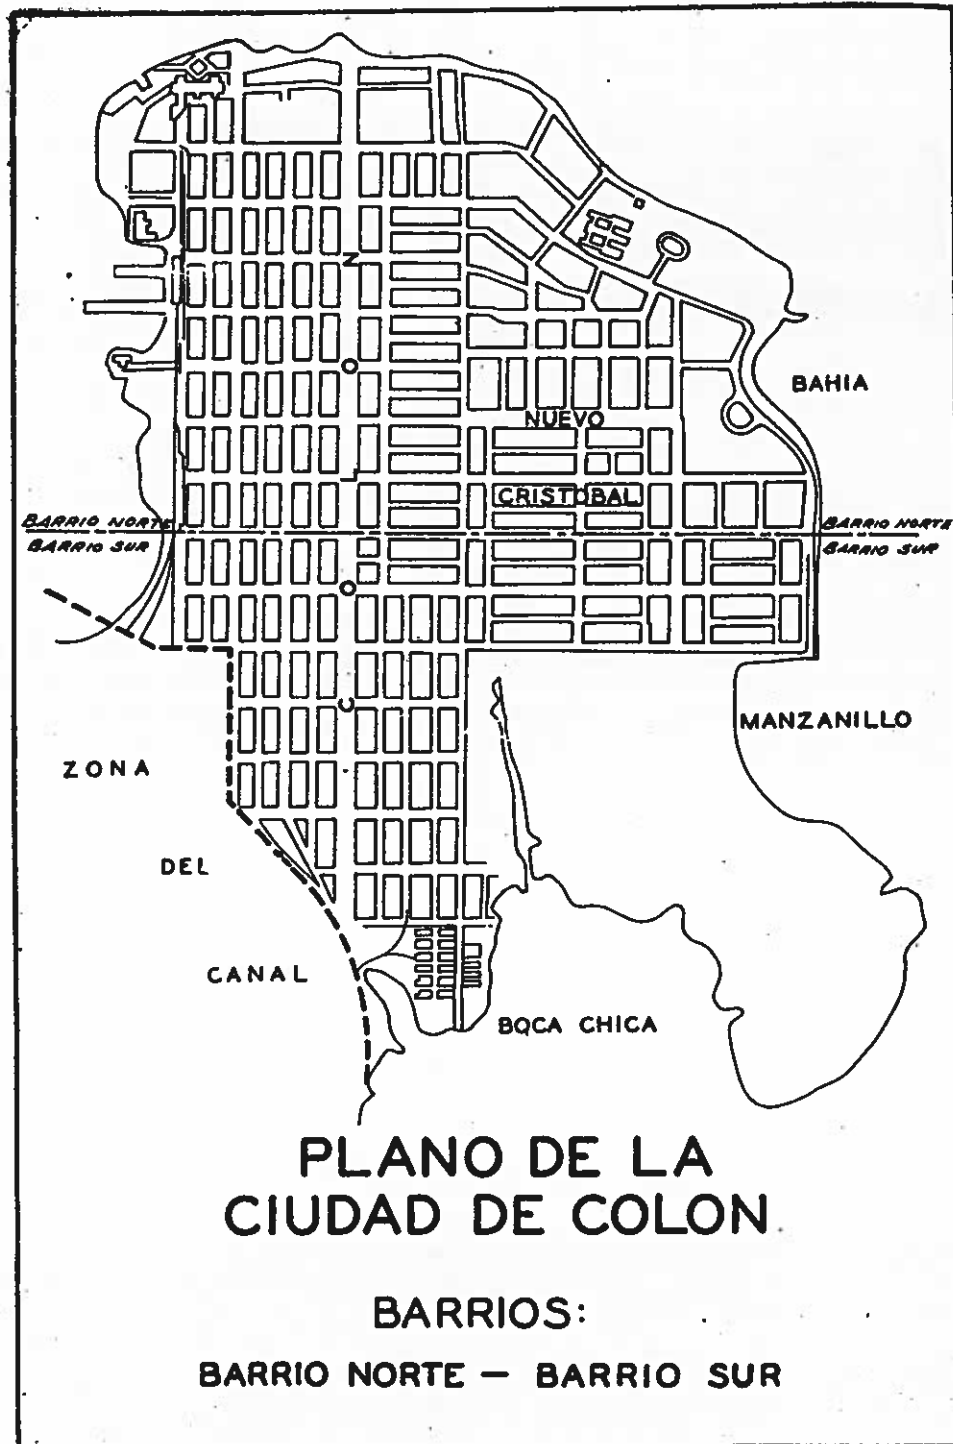 BAHIA
NUEVO
CRISTOBAL
BARRIO NORTE
BARRIO SUR
BARRIO NORTE
BARRIO SUR
COLON
MANZANILLO
ZONA
DEL
CANAL
BOCA CHICA
PLANO DE LA
CIUDAD DE COLON
BARRIOS:
BARRIO NORTE — BARRIO SUR